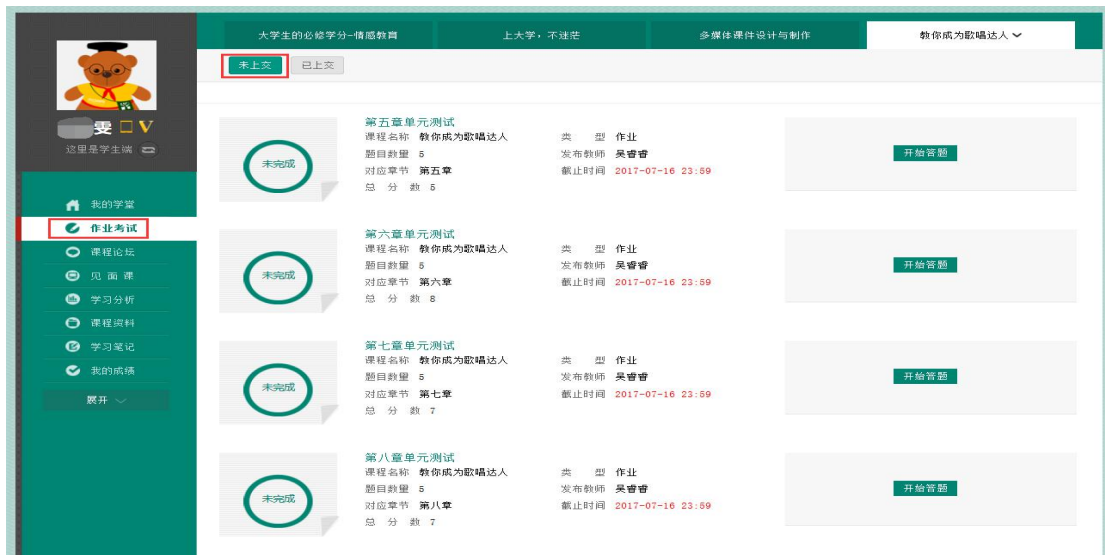 大学生的必修学分-情感教育
上大学，不迷茫
多媒体课件设计与制作
教你成为歌唱达人
未上交
已上交
雯 V
这里是学生端
我的学堂
作业考试
课程论坛
见面课
学习分析
课程资料
学习笔记
我的成绩
展开
未完成
第五章单元测试
课程名称 教你成为歌唱达人 类 型 作业
题目数量 5 发布教师 吴睿睿
对应章节 第五章 截止时间 2017-07-16 23:59
总 分 数 5
开始答题
未完成
第六章单元测试
课程名称 教你成为歌唱达人 类 型 作业
题目数量 5 发布教师 吴睿睿
对应章节 第六章 截止时间 2017-07-16 23:59
总 分 数 8
开始答题
未完成
第七章单元测试
课程名称 教你成为歌唱达人 类 型 作业
题目数量 5 发布教师 吴睿睿
对应章节 第七章 截止时间 2017-07-16 23:59
总 分 数 7
开始答题
未完成
第八章单元测试
课程名称 教你成为歌唱达人 类 型 作业
题目数量 5 发布教师 吴睿睿
对应章节 第八章 截止时间 2017-07-16 23:59
总 分 数 7
开始答题